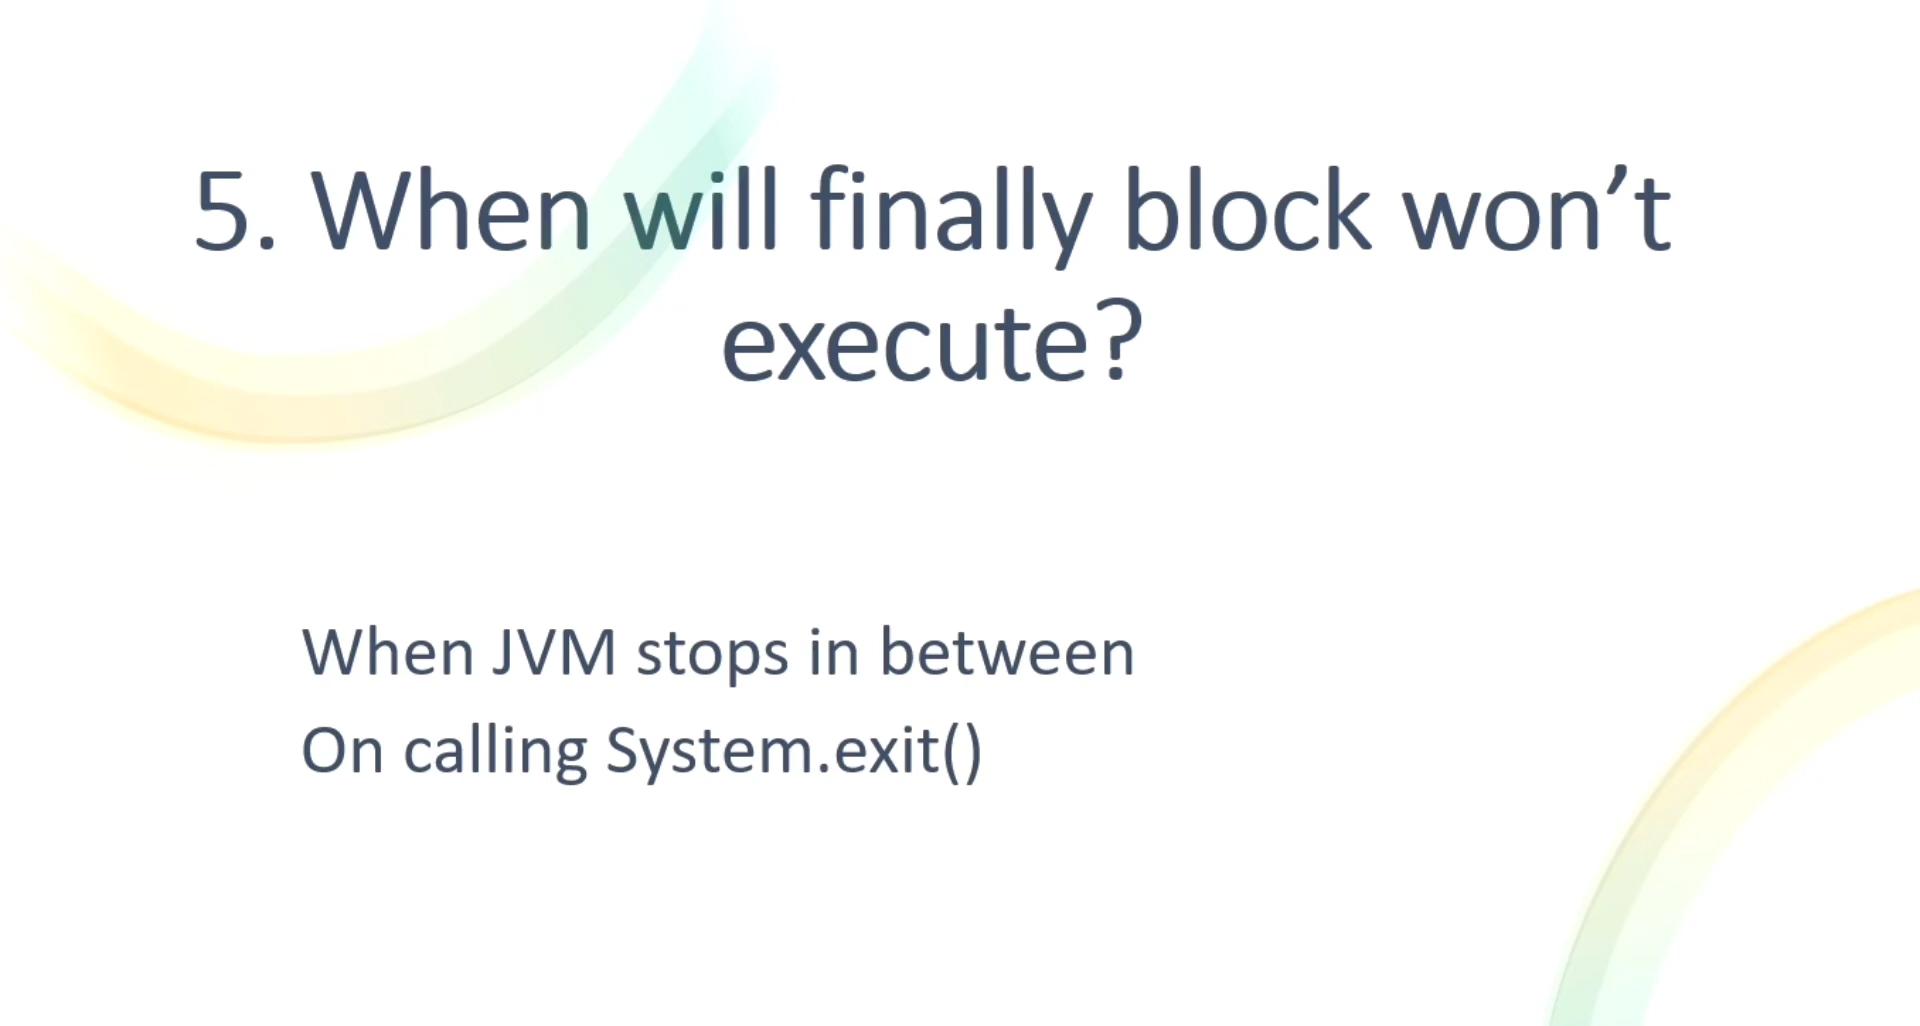 5. When will finally block won’t
execute?
When JVM stops in between
On calling System.exit()